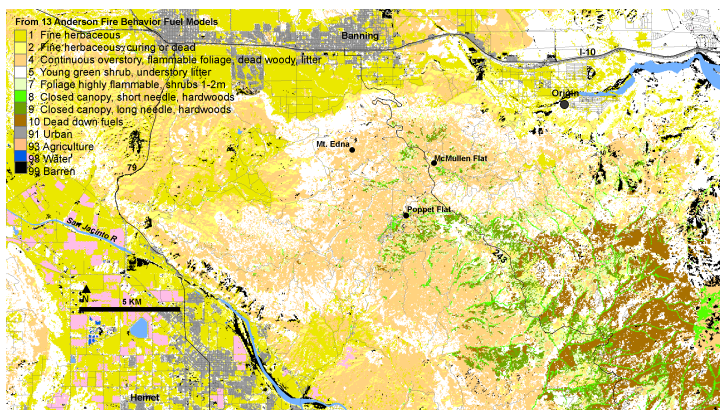 From 13 Anderson Fire Behavior Fuel Models
1 Fine herbaceous
2 Fine herbaceous, curing or dead
4 Continuous overstory, flammable foliage, dead woody, litter
5 Young green shrub, understory litter
7 Foliage highly flammable, shrubs 1-2m
8 Closed canopy, short needle, hardwoods
9 Closed canopy, long needle, hardwoods
10 Dead down fuels
91 Urban
93 Agriculture
98 Water
99 Barren
Banning
I-10
Origin
Mt. Edna
McMullen Flat
79
Poppet Flat
San Jacinto R
243
N
5 KM
Hemet